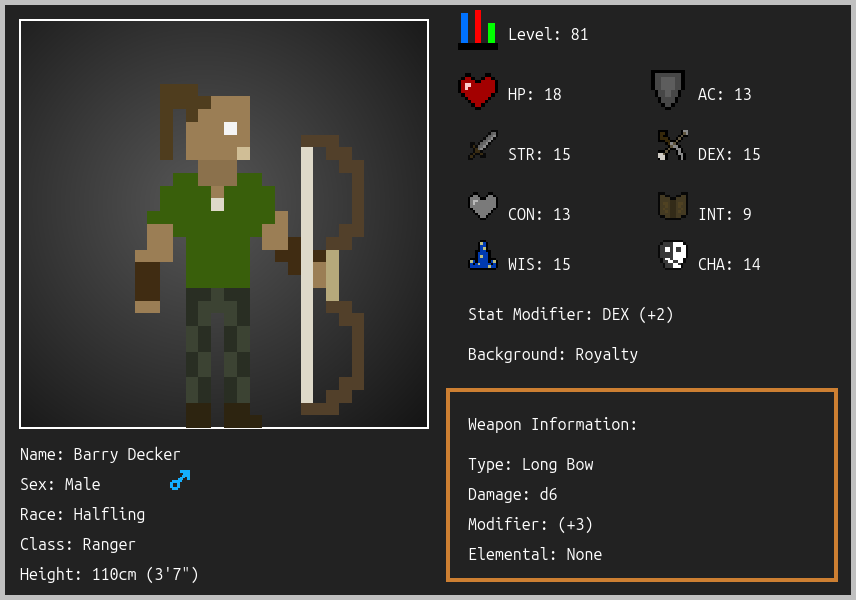 Level: 81
HP: 18
AC: 13
STR: 15
DEX: 15
CON: 13
INT: 9
WIS: 15
CHA: 14
Stat Modifier: DEX (+2)
Background: Royalty
Weapon Information:
Type: Long Bow
Damage: d6
Modifier: (+3)
Elemental: None
Name: Barry Decker
Sex: Male
Race: Halfling
Class: Ranger
Height: 110cm (3'7")